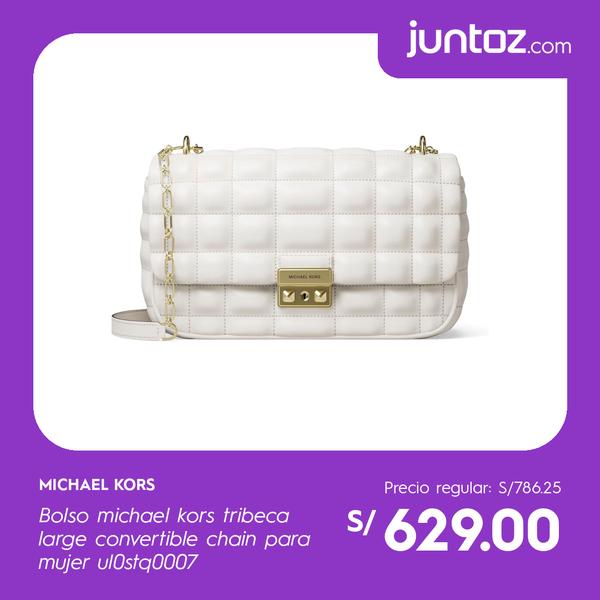 juntoz.com
MICHAEL KORS
MICHAEL KORS
Bolso michael kors tribeca
large convertible chain para
mujer ul0stq0007
Precio regular: S/786.25
S/ 629.00